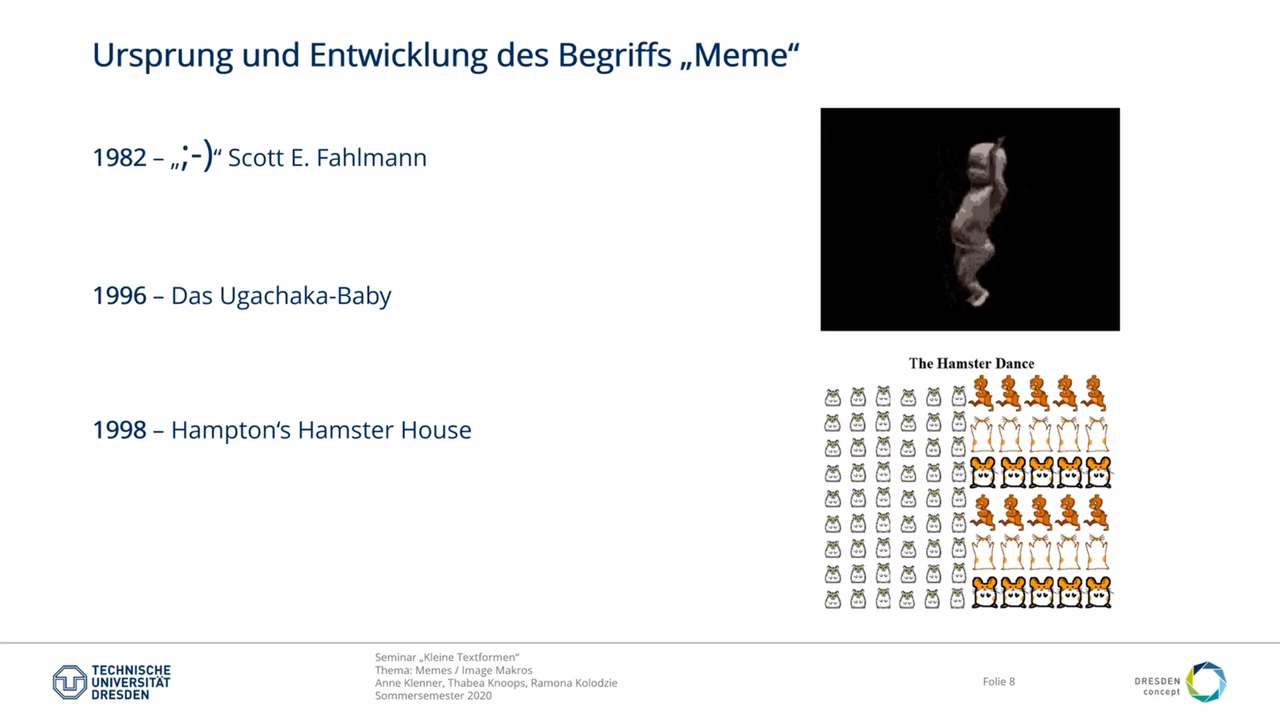 Ursprung und Entwicklung des Begriffs „Meme“
1982 – „;-)“ Scott E. Fahlmann
1996 – Das Ugachaka-Baby
1998 – Hampton‘s Hamster House
The Hamster Dance
TECHNISCHE
UNIVERSITÄT
DRESDEN
Seminar „Kleine Textformen“
Thema: Memes / Image Makros
Anne Klenner, Thabea Knoops, Ramona Kolodzie
Sommersemester 2020
Folie 8
DRESDEN
concept